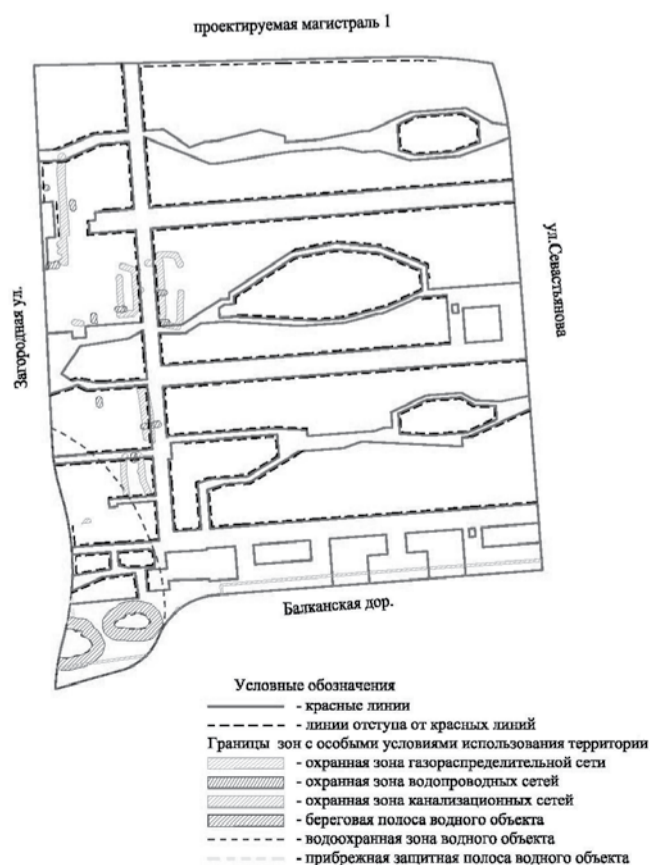 проектируемая магистраль 1
Загородная ул.
ул.Севастьянова
Балканская дор.
Условные обозначения
- красные линии
- линии отступа от красных линий
Границы зон с особыми условиями использования территории
- охранная зона газораспределительной сети
- охранная зона водопроводных сетей
- охранная зона канализационных сетей
- береговая полоса водного объекта
- водоохранная зона водного объекта
- прибрежная защитная полоса водного объекта